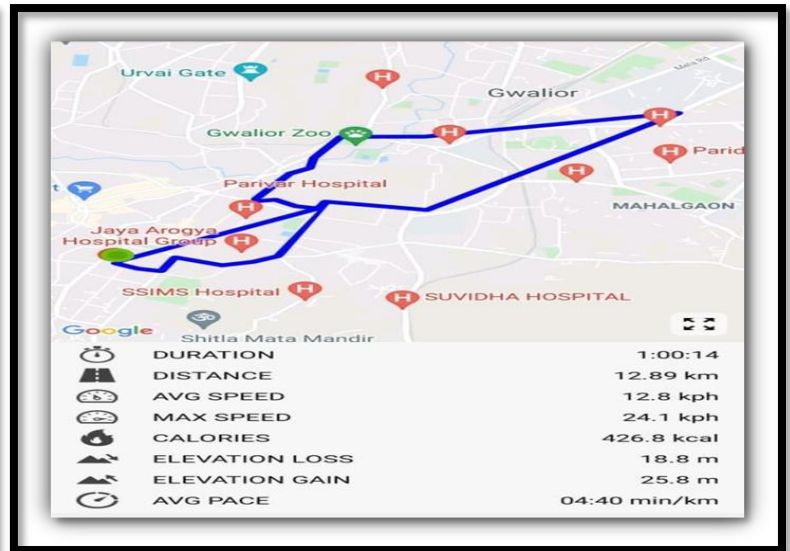 Urvai Gate
Mela Rd
Gwalior
Gwalior Zoo
Parid
Parivar Hospital
MAHALGAON
Jaya Arogya
Hospital Group
SSIMS Hospital
SUVIDHA HOSPITAL
Google
Shitla Mata Mandir
DURATION 1:00:14
DISTANCE 12.89 km
AVG SPEED 12.8 kph
MAX SPEED 24.1 kph
CALORIES 426.8 kcal
ELEVATION LOSS 18.8 m
ELEVATION GAIN 25.8 m
AVG PACE 04:40 min/km